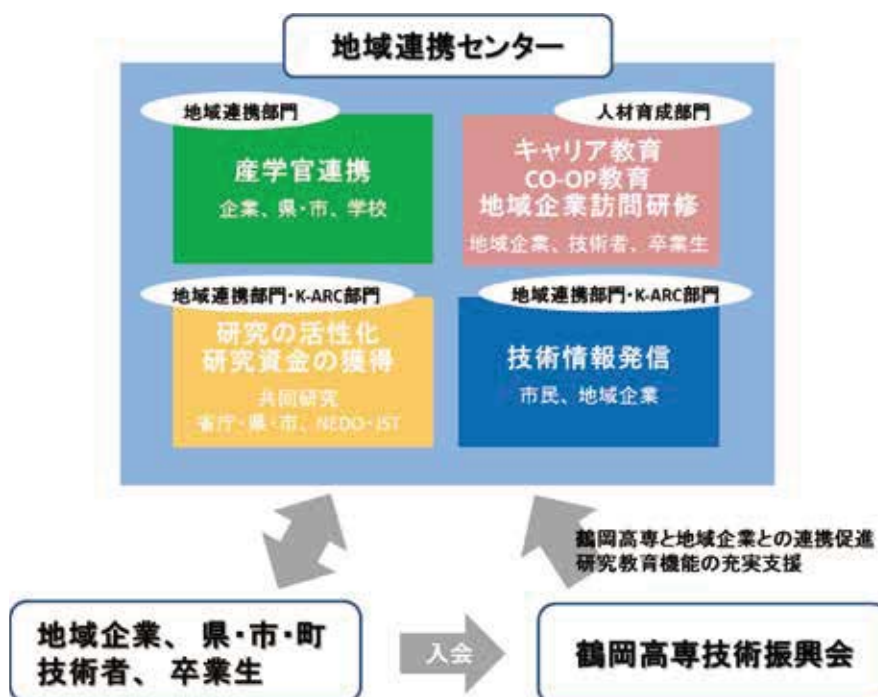 地域連携センター
地域連携部門
産学官連携
企業、県・市、学校
人材育成部門
キャリア教育
CO-OP教育
地域企業訪問研修
地域企業、技術者、卒業生
地域連携部門・K-ARC部門
研究の活性化
研究資金の獲得
共同研究
省庁・県・市、NEDO・JST
地域連携部門・K-ARC部門
技術情報発信
市民、地域企業
鶴岡高専と地域企業との連携促進
研究教育機能の充実支援
地域企業、県・市・町
技術者、卒業生
入会
鶴岡高専技術振興会